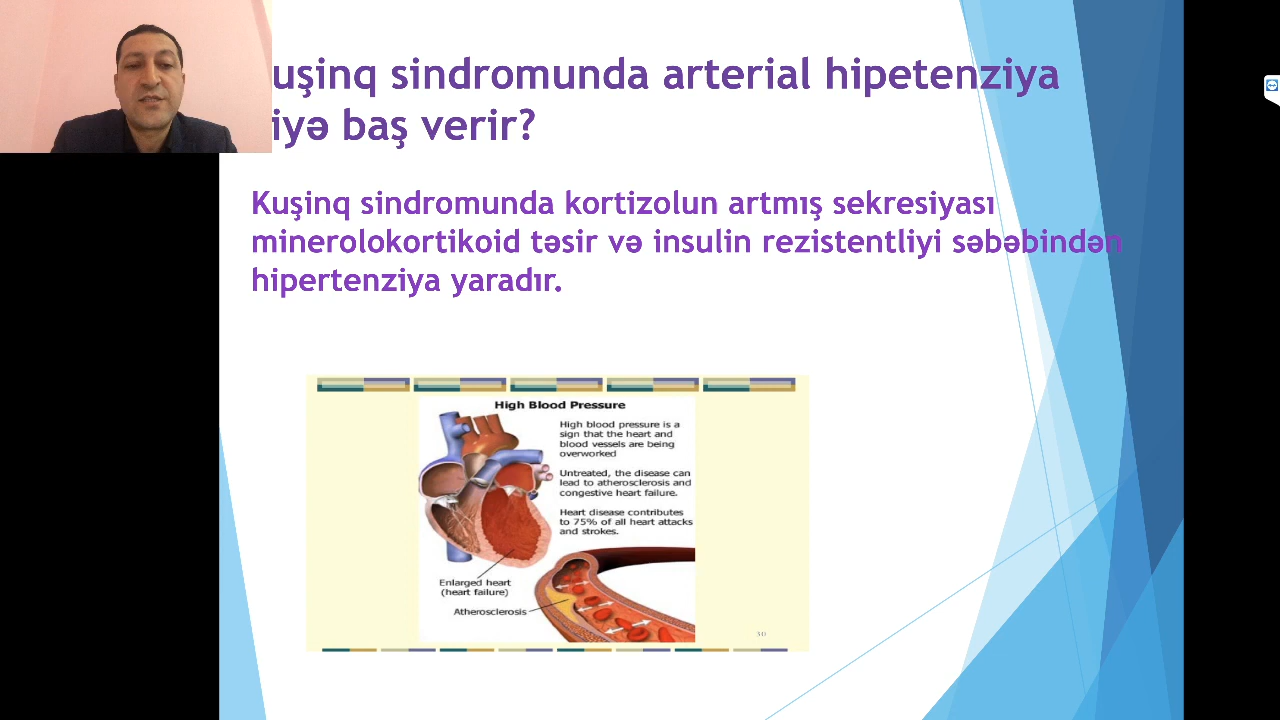 uşinq sindromunda arterial hipetenziya
iyə baş verir?
Kuşinq sindromunda kortizolun artmış sekresiyası
minerolokortikoid təsir və insulin rezistentliyi səbəbindən
hipertenziya yaradır.
High Blood Pressure
High blood pressure is a
sign that the heart and
blood vessels are being
overworked
Untreated, the disease can
lead to atherosclerosis and
congestive heart failure.
Heart disease contributes
to 75% of all heart attacks
and strokes.
Enlarged heart
(heart failure)
Atherosclerosis